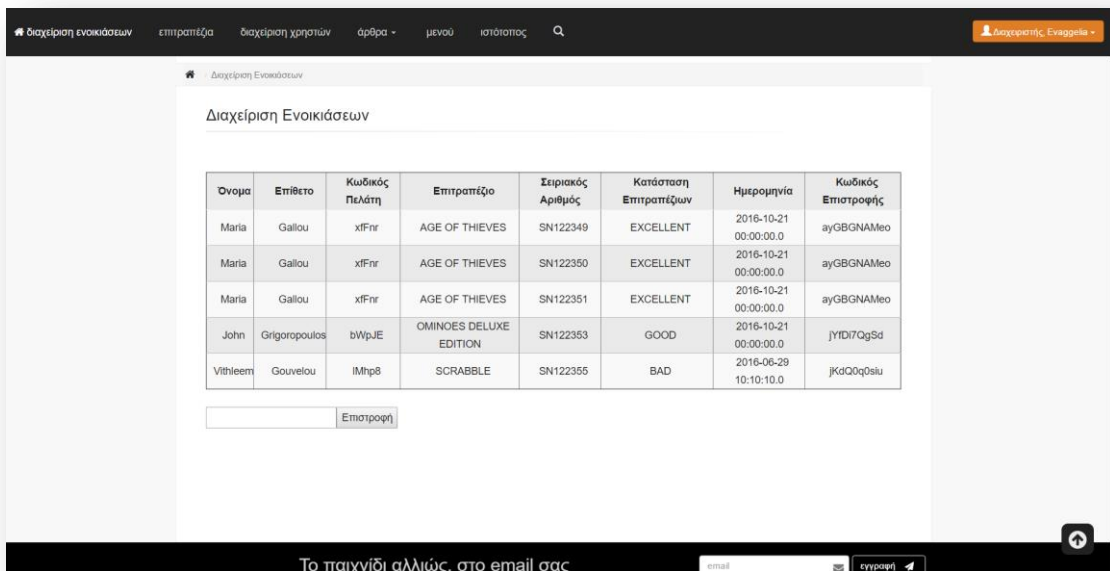 διαχείριση ενοικιάσεων επιτραπέζια διαχείριση χρηστών άρθρα μενού ιστότοπος Διαχειριστής, Evaggelia
Διαχείριση Ενοικιάσεων
Διαχείριση Ενοικιάσεων
Όνομα Επίθετο Κωδικός Πελάτη Επιτραπέζιο Σειριακός Αριθμός Κατάσταση Επιτραπέζιων Ημερομηνία Κωδικός Επιστροφής
Maria Gallou xfFnr AGE OF THIEVES SN122349 EXCELLENT 2016-10-21 00:00:00.0 ayGBGNAMeo
Maria Gallou xfFnr AGE OF THIEVES SN122350 EXCELLENT 2016-10-21 00:00:00.0 ayGBGNAMeo
Maria Gallou xfFnr AGE OF THIEVES SN122351 EXCELLENT 2016-10-21 00:00:00.0 ayGBGNAMeo
John Grigoropoulos bWpJE OMINOES DELUXE EDITION SN122353 GOOD 2016-10-21 00:00:00.0 jYfDi7QgSd
Vithleem Gouvelou IMhp8 SCRABBLE SN122355 BAD 2016-06-29 10:10:10.0 jKdQ0q0siu
Επιστροφή
Το παιχνίδι αλλιώς, στο email σας email εγγραφή